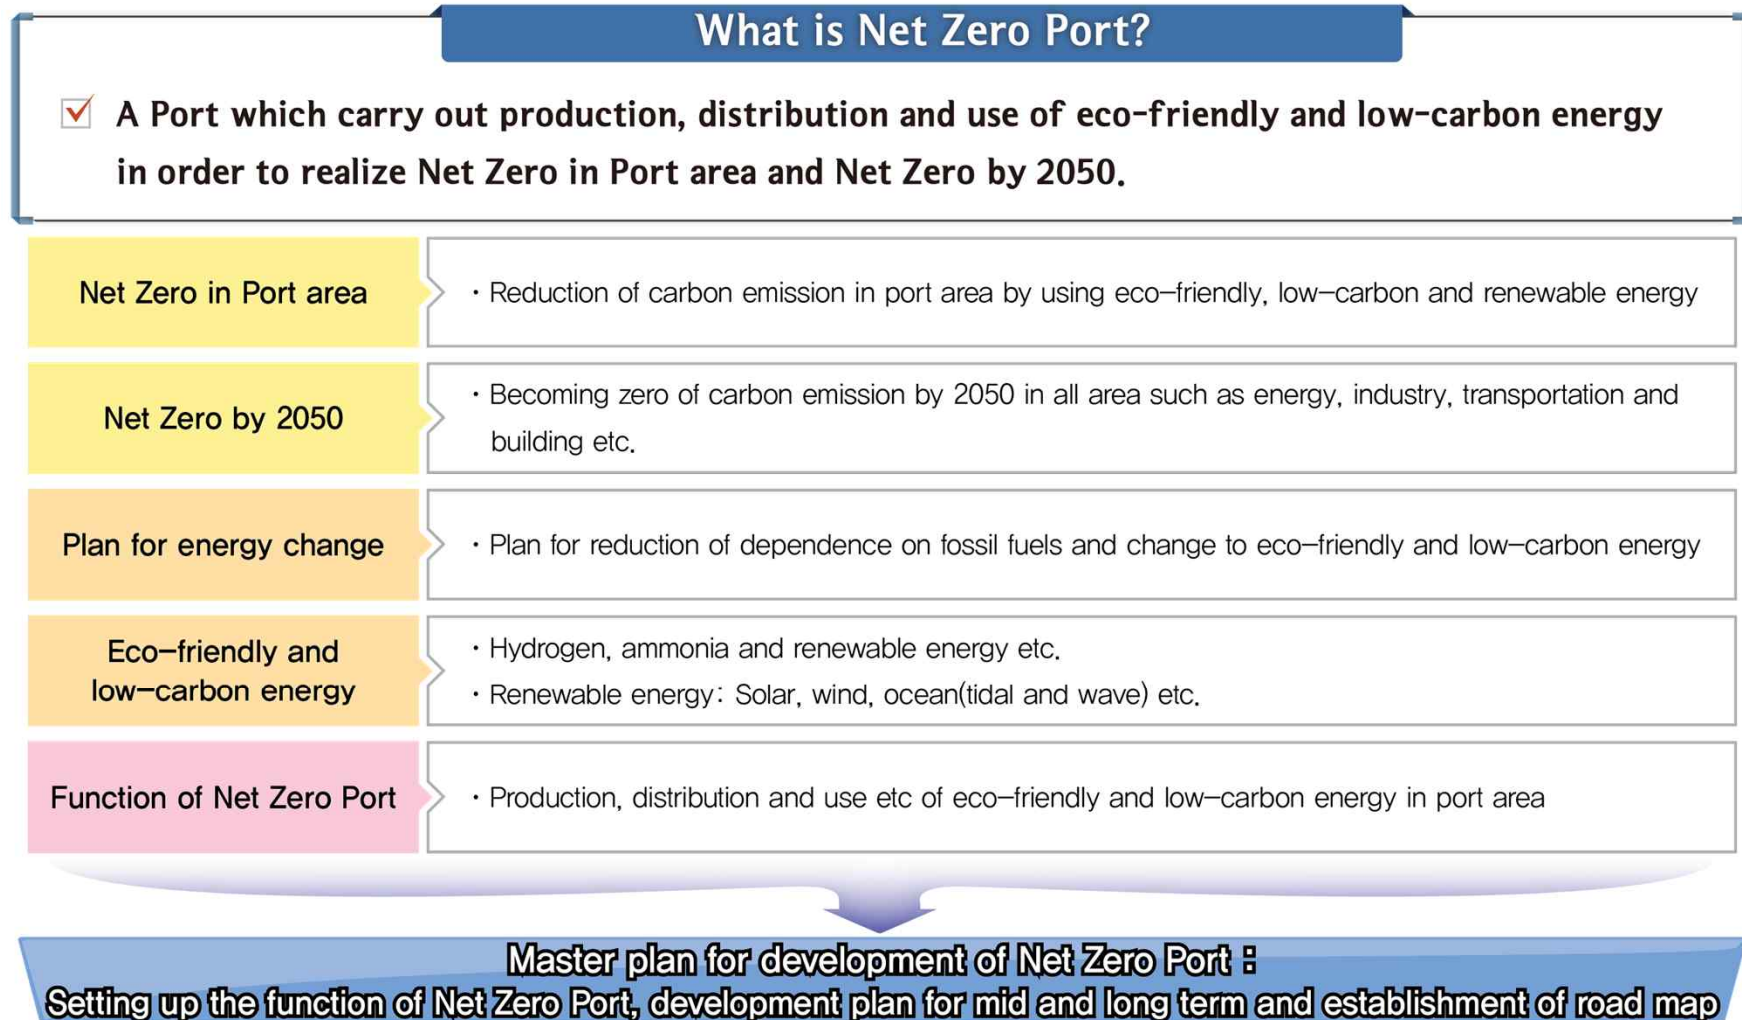 What is Net Zero Port?
A Port which carry out production, distribution and use of eco-friendly and low-carbon energy
in order to realize Net Zero in Port area and Net Zero by 2050.
Net Zero in Port area
· Reduction of carbon emission in port area by using eco-friendly, low-carbon and renewable energy
Net Zero by 2050
· Becoming zero of carbon emission by 2050 in all area such as energy, industry, transportation and
building etc.
Plan for energy change
· Plan for reduction of dependence on fossil fuels and change to eco-friendly and low-carbon energy
Eco-friendly and
low-carbon energy
· Hydrogen, ammonia and renewable energy etc.
· Renewable energy: Solar, wind, ocean(tidal and wave) etc.
Function of Net Zero Port
· Production, distribution and use etc of eco-friendly and low-carbon energy in port area
Master plan for development of Net Zero Port :
Setting up the function of Net Zero Port, development plan for mid and long term and establishment of road map